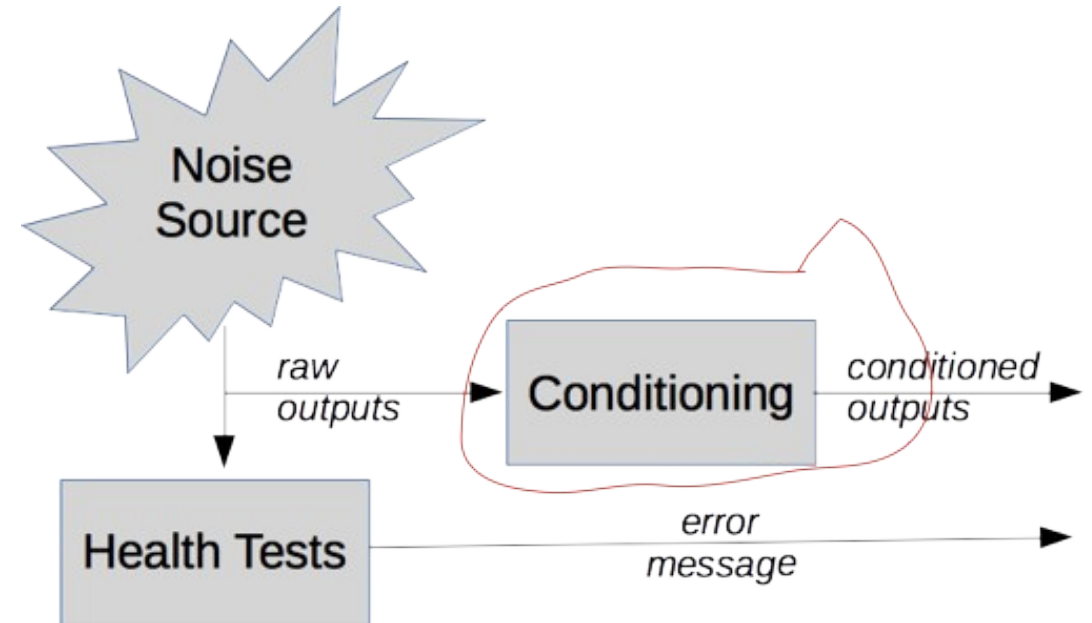 Noise
Source
raw
outputs
Conditioning
conditioned
outputs
Health Tests
error
message